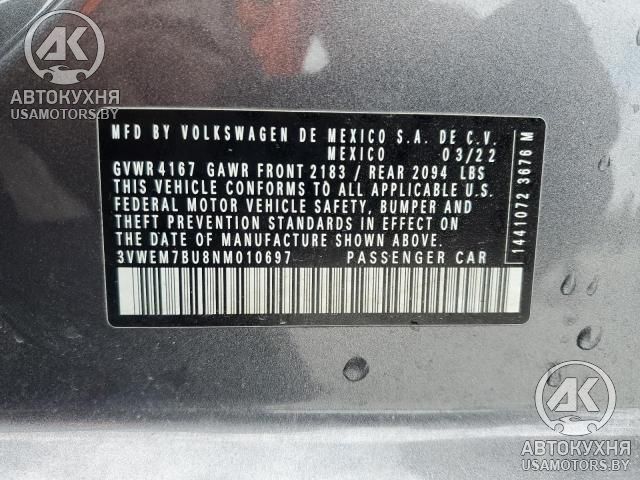 AK
АВТОКУХНЯ
USAMOTORS.BY
MFD BY VOLKSWAGEN DE MEXICO S.A. DE C.V.
MEXICO 03/22
GVWR 4167 GAWR FRONT 2183 / REAR 2094 LBS
THIS VEHICLE CONFORMS TO ALL APPLICABLE U.S.
FEDERAL MOTOR VEHICLE SAFETY, BUMPER AND
THEFT PREVENTION STANDARDS IN EFFECT ON THE
DATE OF MANUFACTURE SHOWN ABOVE.
3VWEM7BU8NM010697 PASSENGER CAR
1441072 3676 M
AK
АВТОКУХНЯ
USAMOTORS.BY